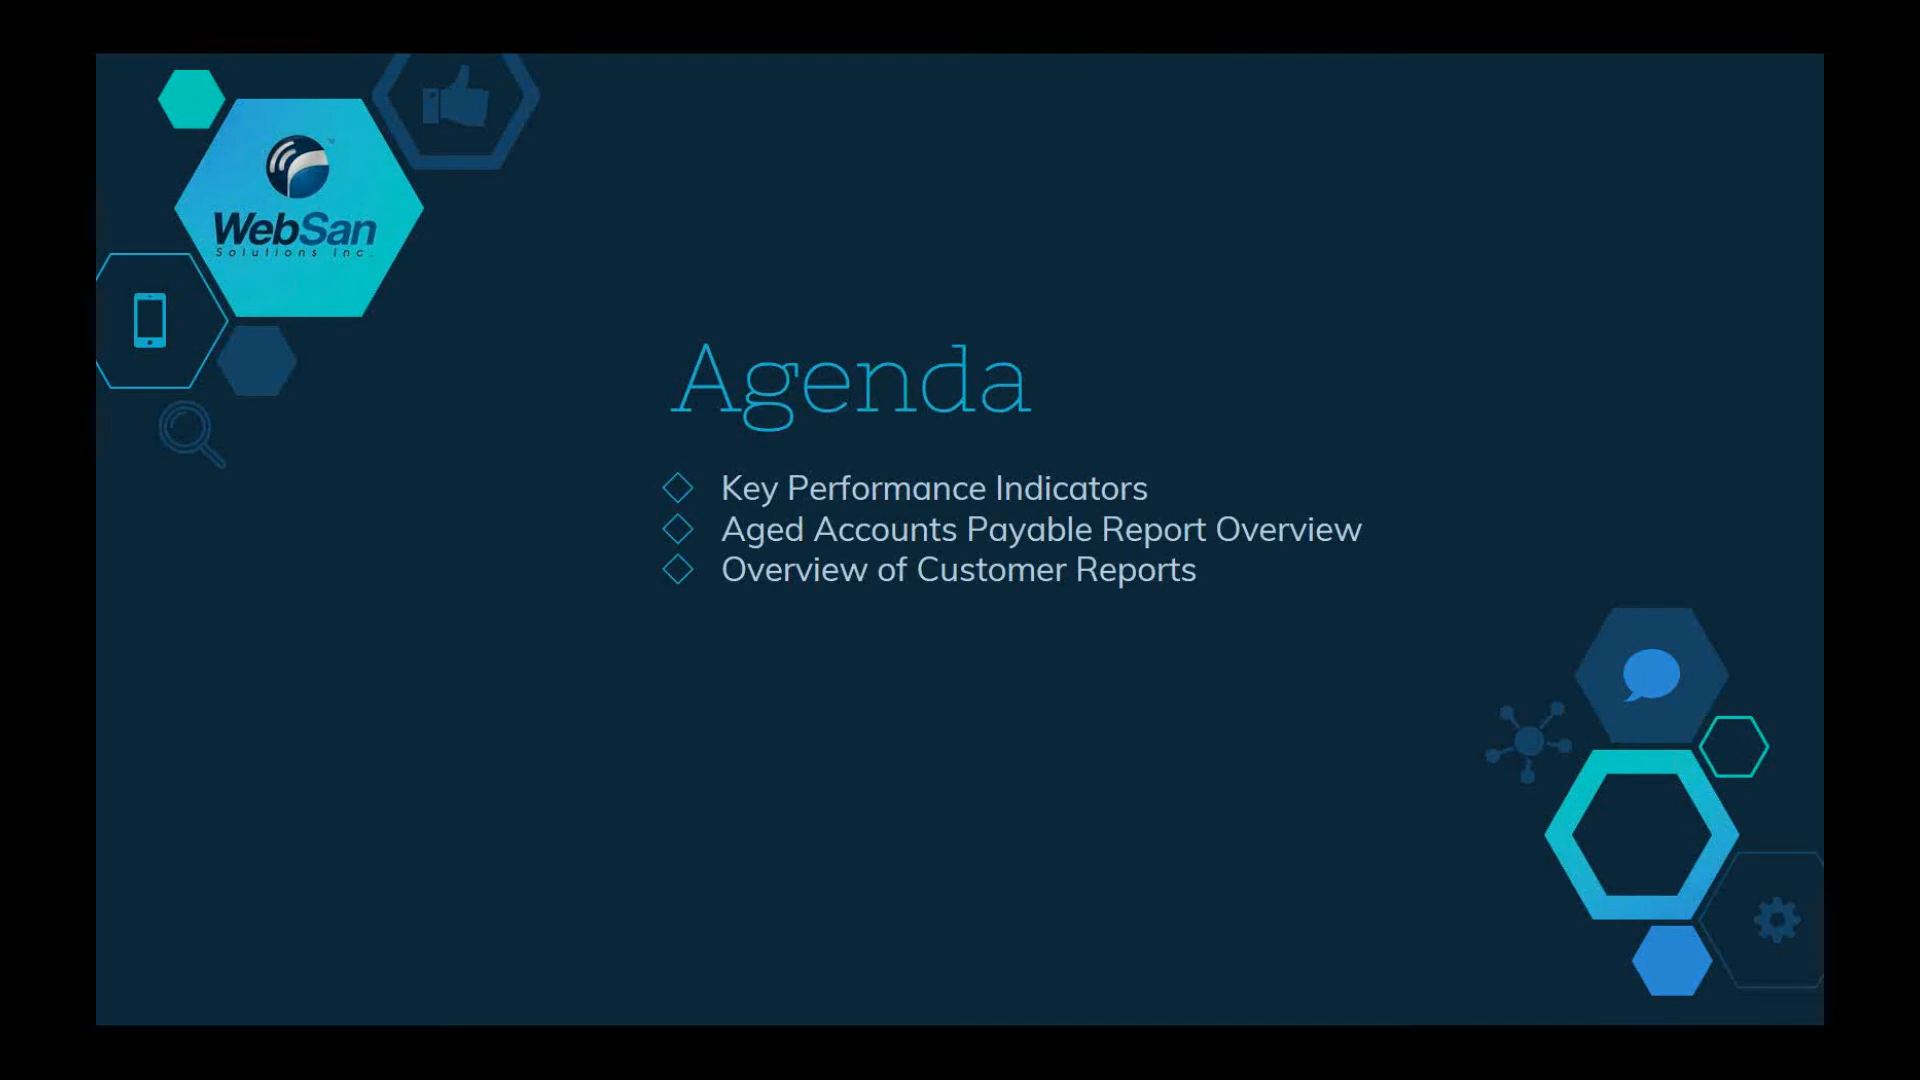 WebSan
Solutions Inc.
Agenda
Key Performance Indicators
Aged Accounts Payable Report Overview
Overview of Customer Reports